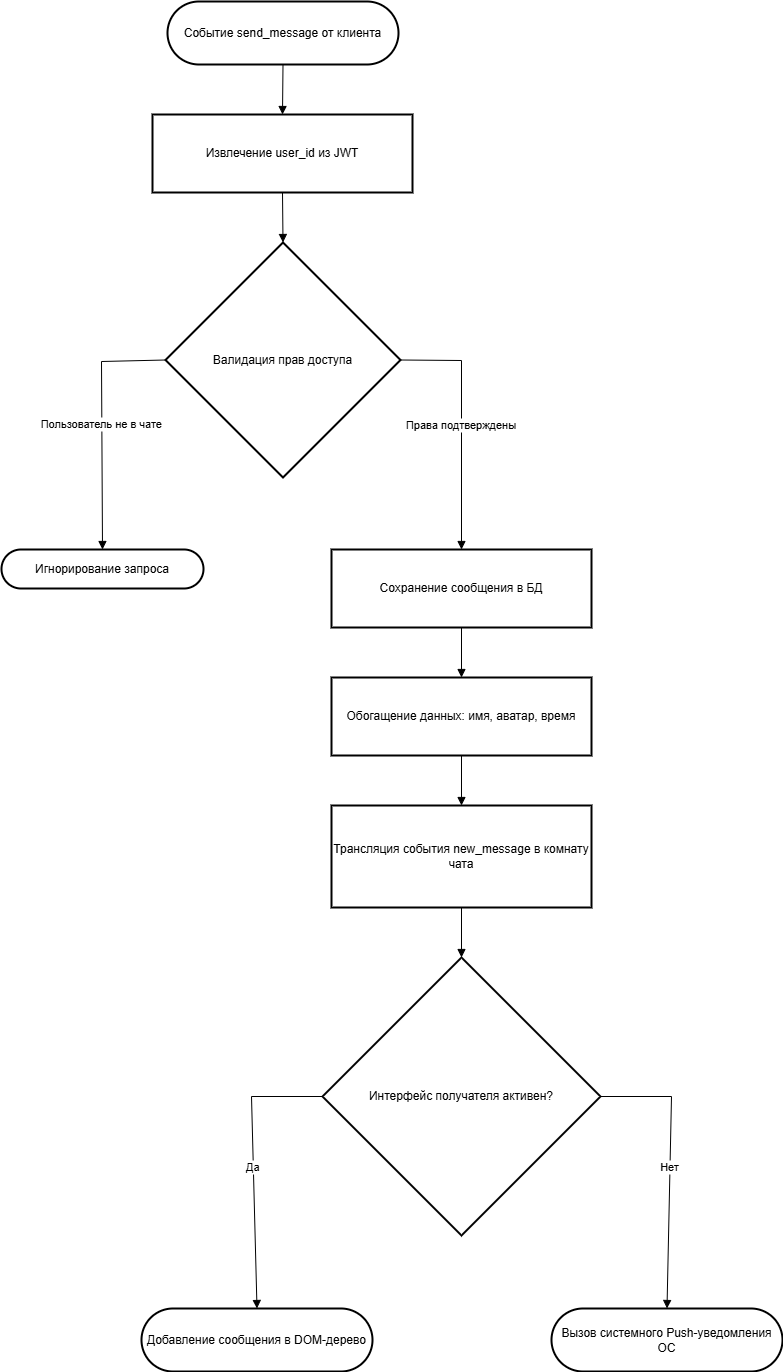 Событие send_message от клиента
Извлечение user_id из JWT
Валидация прав доступа
Пользователь не в чате
Права подтверждены
Игнорирование запроса
Сохранение сообщения в БД
Обогащение данных: имя, аватар, время
Трансляция события new_message в комнату
чата
Интерфейс получателя активен?
Да
Нет
Добавление сообщения в DOM-дерево
Вызов системного Push-уведомления
ОС